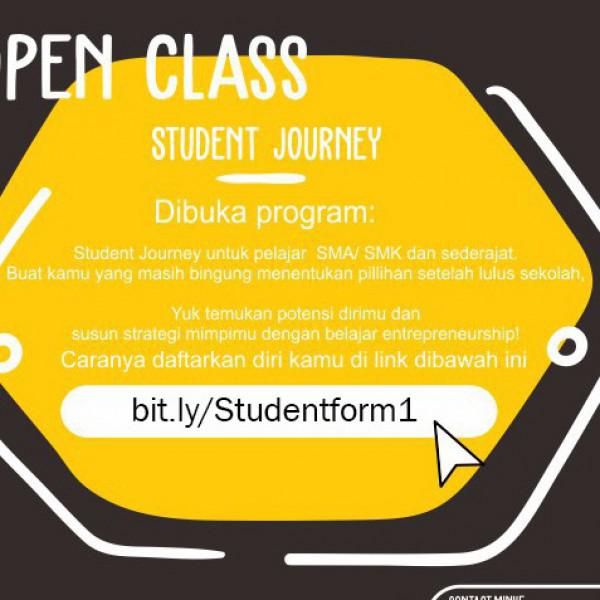 OPEN CLASS
STUDENT JOURNEY
Dibuka program:
Student Journey untuk pelajar SMA/ SMK dan sederajat.
Buat kamu yang masih bingung menentukan pillihan setelah lulus sekolah,
Yuk temukan potensi dirimu dan
susun strategi mimpimu dengan belajar entrepreneurship!
Caranya daftarkan diri kamu di link dibawah ini
bit.ly/Studentform1
CONTACT